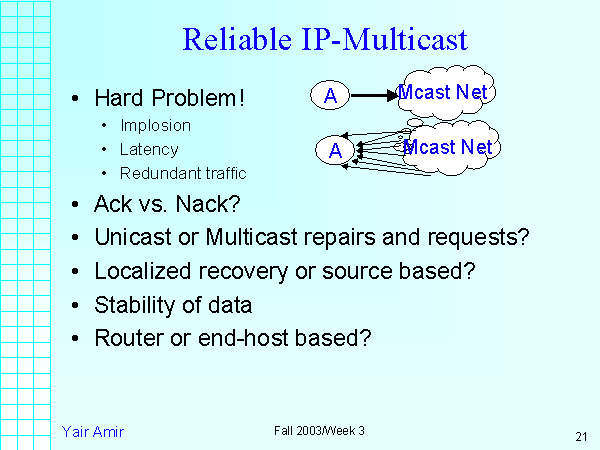 Reliable IP-Multicast
• Hard Problem!
• Implosion
• Latency
• Redundant traffic
A
Mcast Net
A
Mcast Net
• Ack vs. Nack?
• Unicast or Multicast repairs and requests?
• Localized recovery or source based?
• Stability of data
• Router or end-host based?
Yair Amir
Fall 2003/Week 3
21